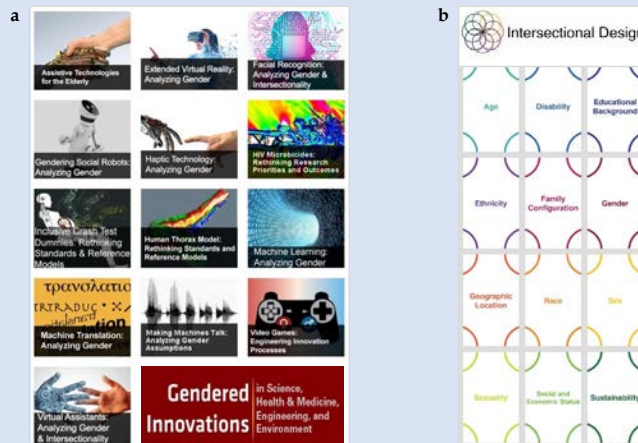 a
Assistive Technologies
for the Elderly
Extended Virtual Reality:
Analyzing Gender
Facial Recognition:
Analyzing Gender &
Intersectionality
Gendering Social Robots:
Analyzing Gender
Haptic Technology:
Analyzing Gender
HIV Microbicides:
Rethinking Research
Priorities and Outcomes
Inclusive Crash Test
Dummies: Rethinking
Standards & Reference
Models
Human Thorax Model:
Rethinking Standards and
Reference Models
Machine Learning:
Analyzing Gender
Machine Translation:
Analyzing Gender
Making Machines Talk:
Analyzing Gender
Assumptions
Video Games:
Engineering Innovation
Processes
Virtual Assistants:
Analyzing Gender
& Intersectionality
Gendered
Innovations
in Science,
Health & Medicine,
Engineering, and
Environment
b
Intersectional Design
Age
Disability
Educational
Background
Ethnicity
Family
Configuration
Gender
Geographic
Location
Race
Sex
Sexuality
Social and
Economic Status
Sustainability